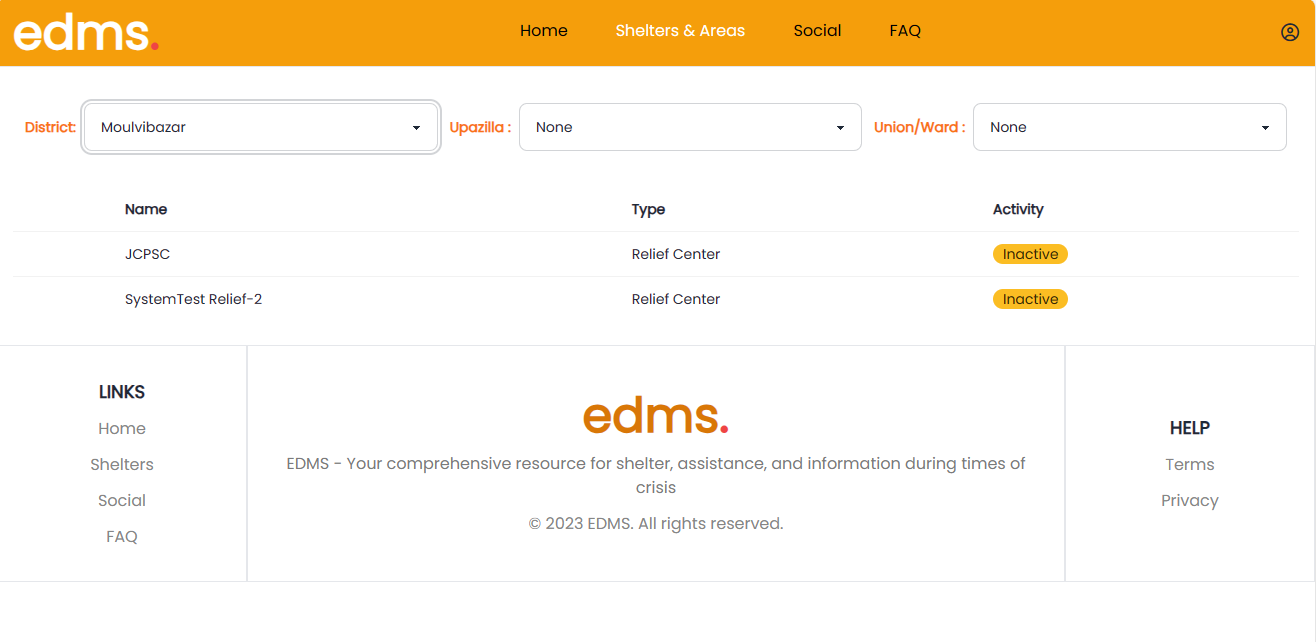 edms.
Home Shelters & Areas Social FAQ
District: Moulvibazar Upazilla : None Union/Ward : None
Name Type Activity
JCPSC Relief Center Inactive
SystemTest Relief-2 Relief Center Inactive
LINKS
Home
Shelters
Social
FAQ
edms.
EDMS - Your comprehensive resource for shelter, assistance, and information during times of
crisis
© 2023 EDMS. All rights reserved.
HELP
Terms
Privacy